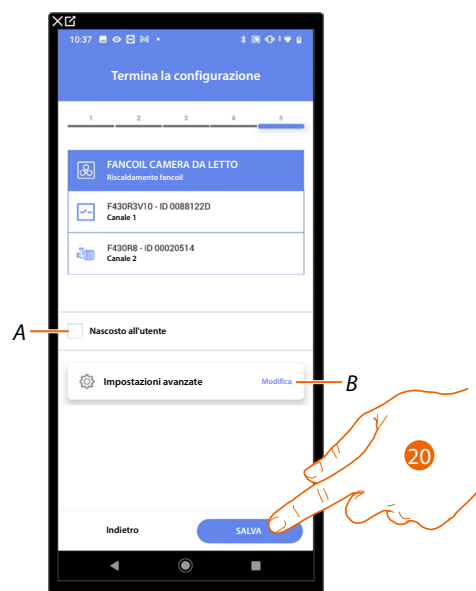 10:37
Termina la configurazione
1 2 3 4 5
FANCOIL CAMERA DA LETTO
Riscaldamento fancoil
F430R3V10 - ID 0088122D
Canale 1
F430R8 - ID 00020514
Canale 2
A
Nascosto all'utente
Impostazioni avanzate
Modifica
B
20
Indietro
SALVA